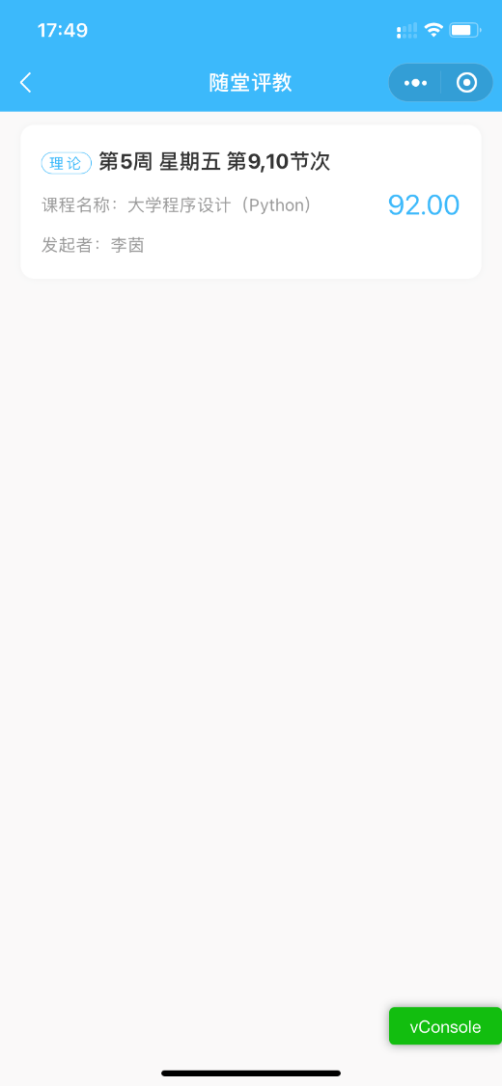 17:49
随堂评教
理论 第5周 星期五 第9,10节次
课程名称：大学程序设计（Python）
92.00
发起者：李茵
vConsole